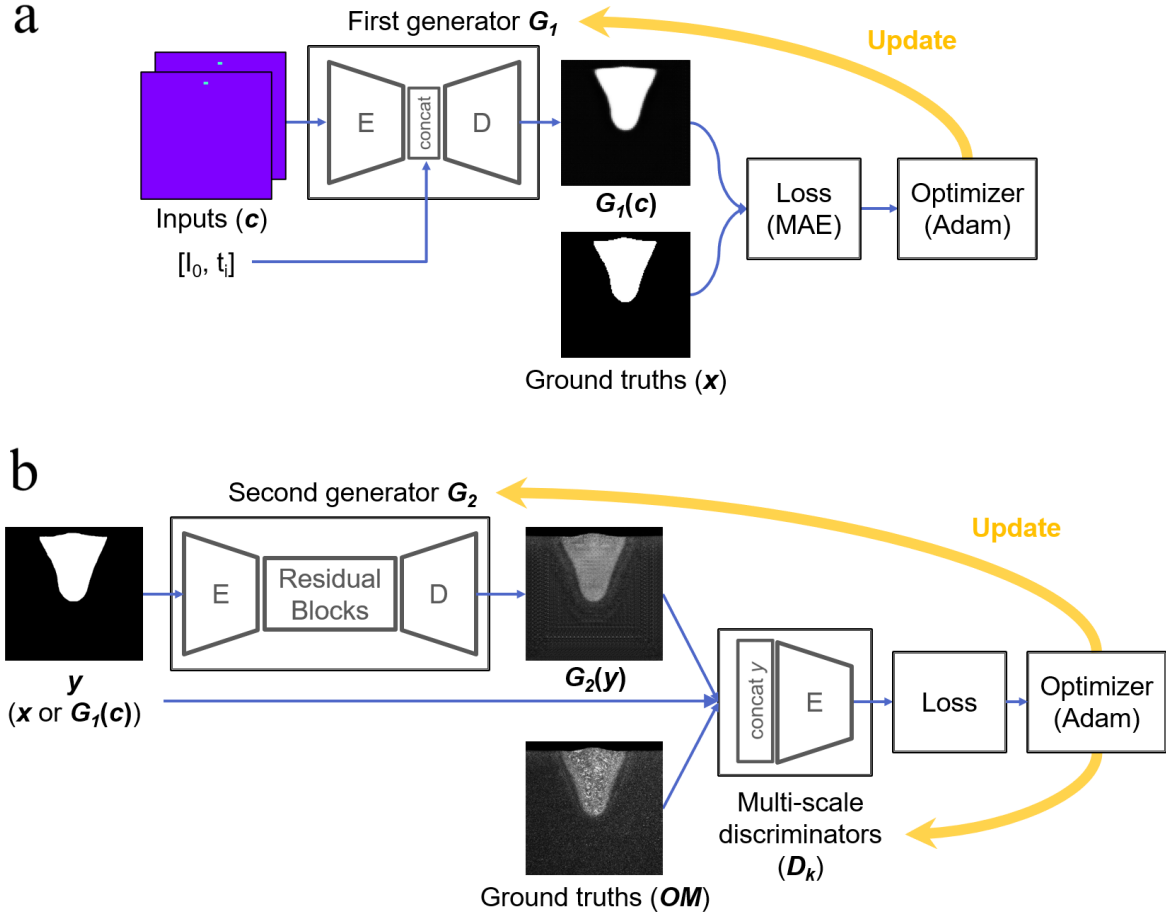 a
First generator G₁
Update
E
concat
D
Inputs (c)
[I₀, tᵢ]
G₁(c)
Loss
(MAE)
Optimizer
(Adam)
Ground truths (x)
b
Second generator G₂
Update
E
Residual
Blocks
D
y
(x or G₁(c))
G₂(y)
concat y
E
Loss
Optimizer
(Adam)
Multi-scale
discriminators
(Dₖ)
Ground truths (OM)